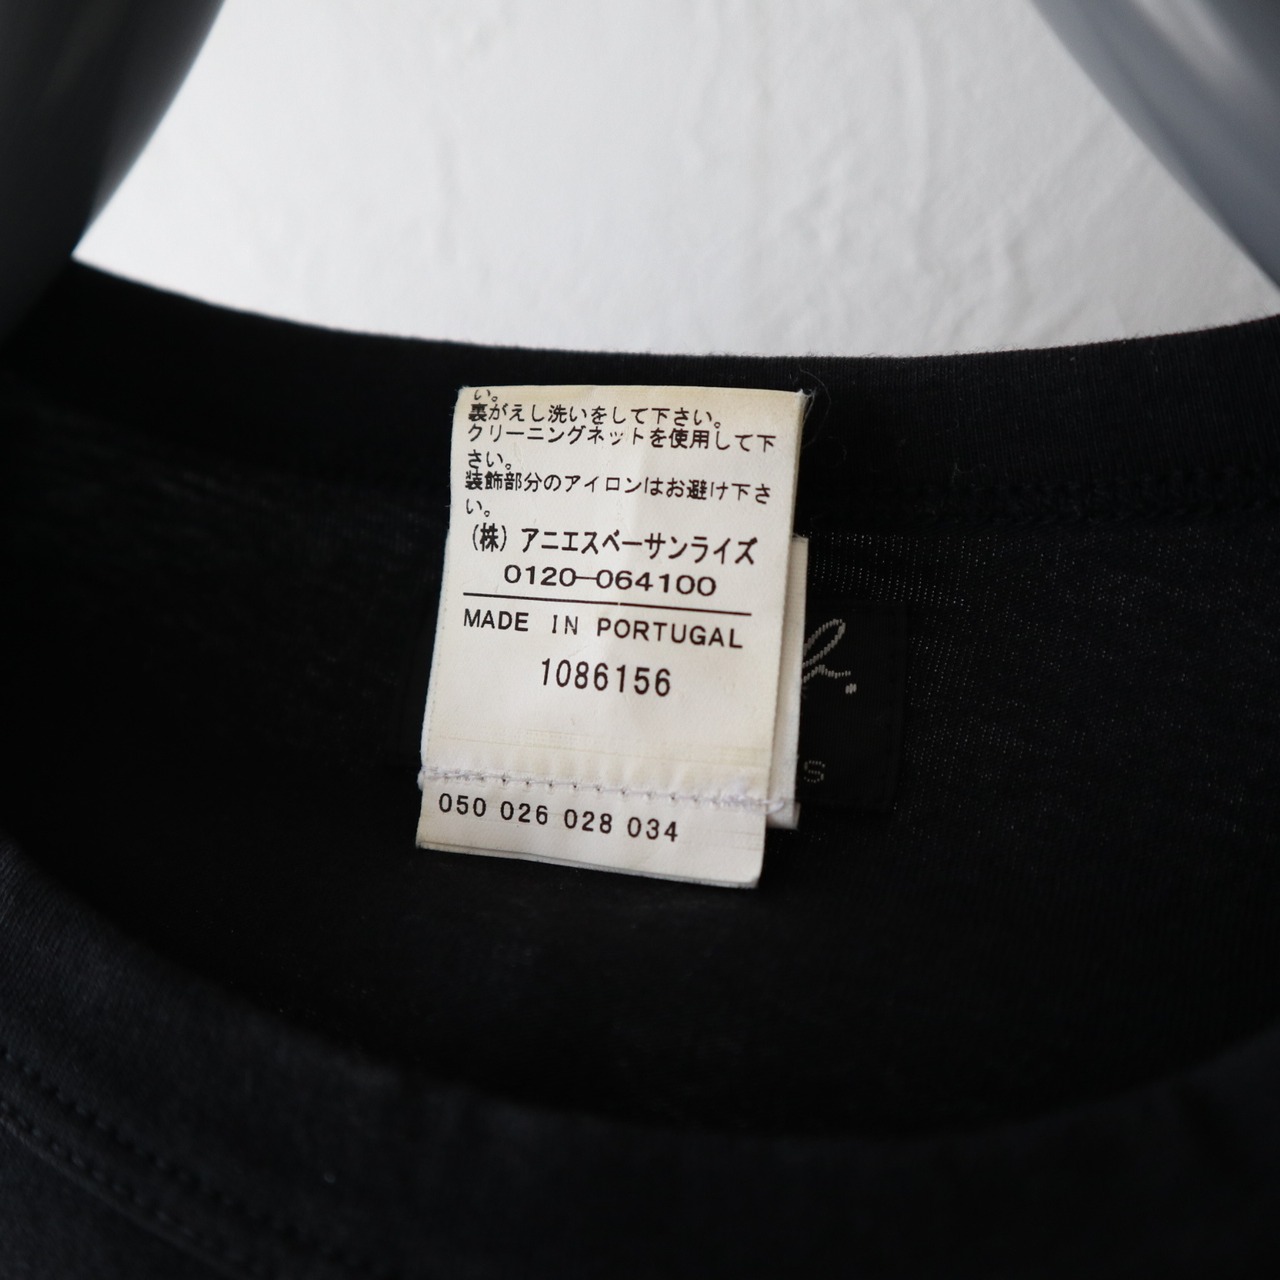 い。
裏がえし洗いをして下さい。
クリーニングネットを使用して下
さい。
装飾部分のアイロンはお避け下さ
い。
(株) アニエスベーサンライズ
0120-064100
MADE IN PORTUGAL
1086156
050 026 028 034
b.
S